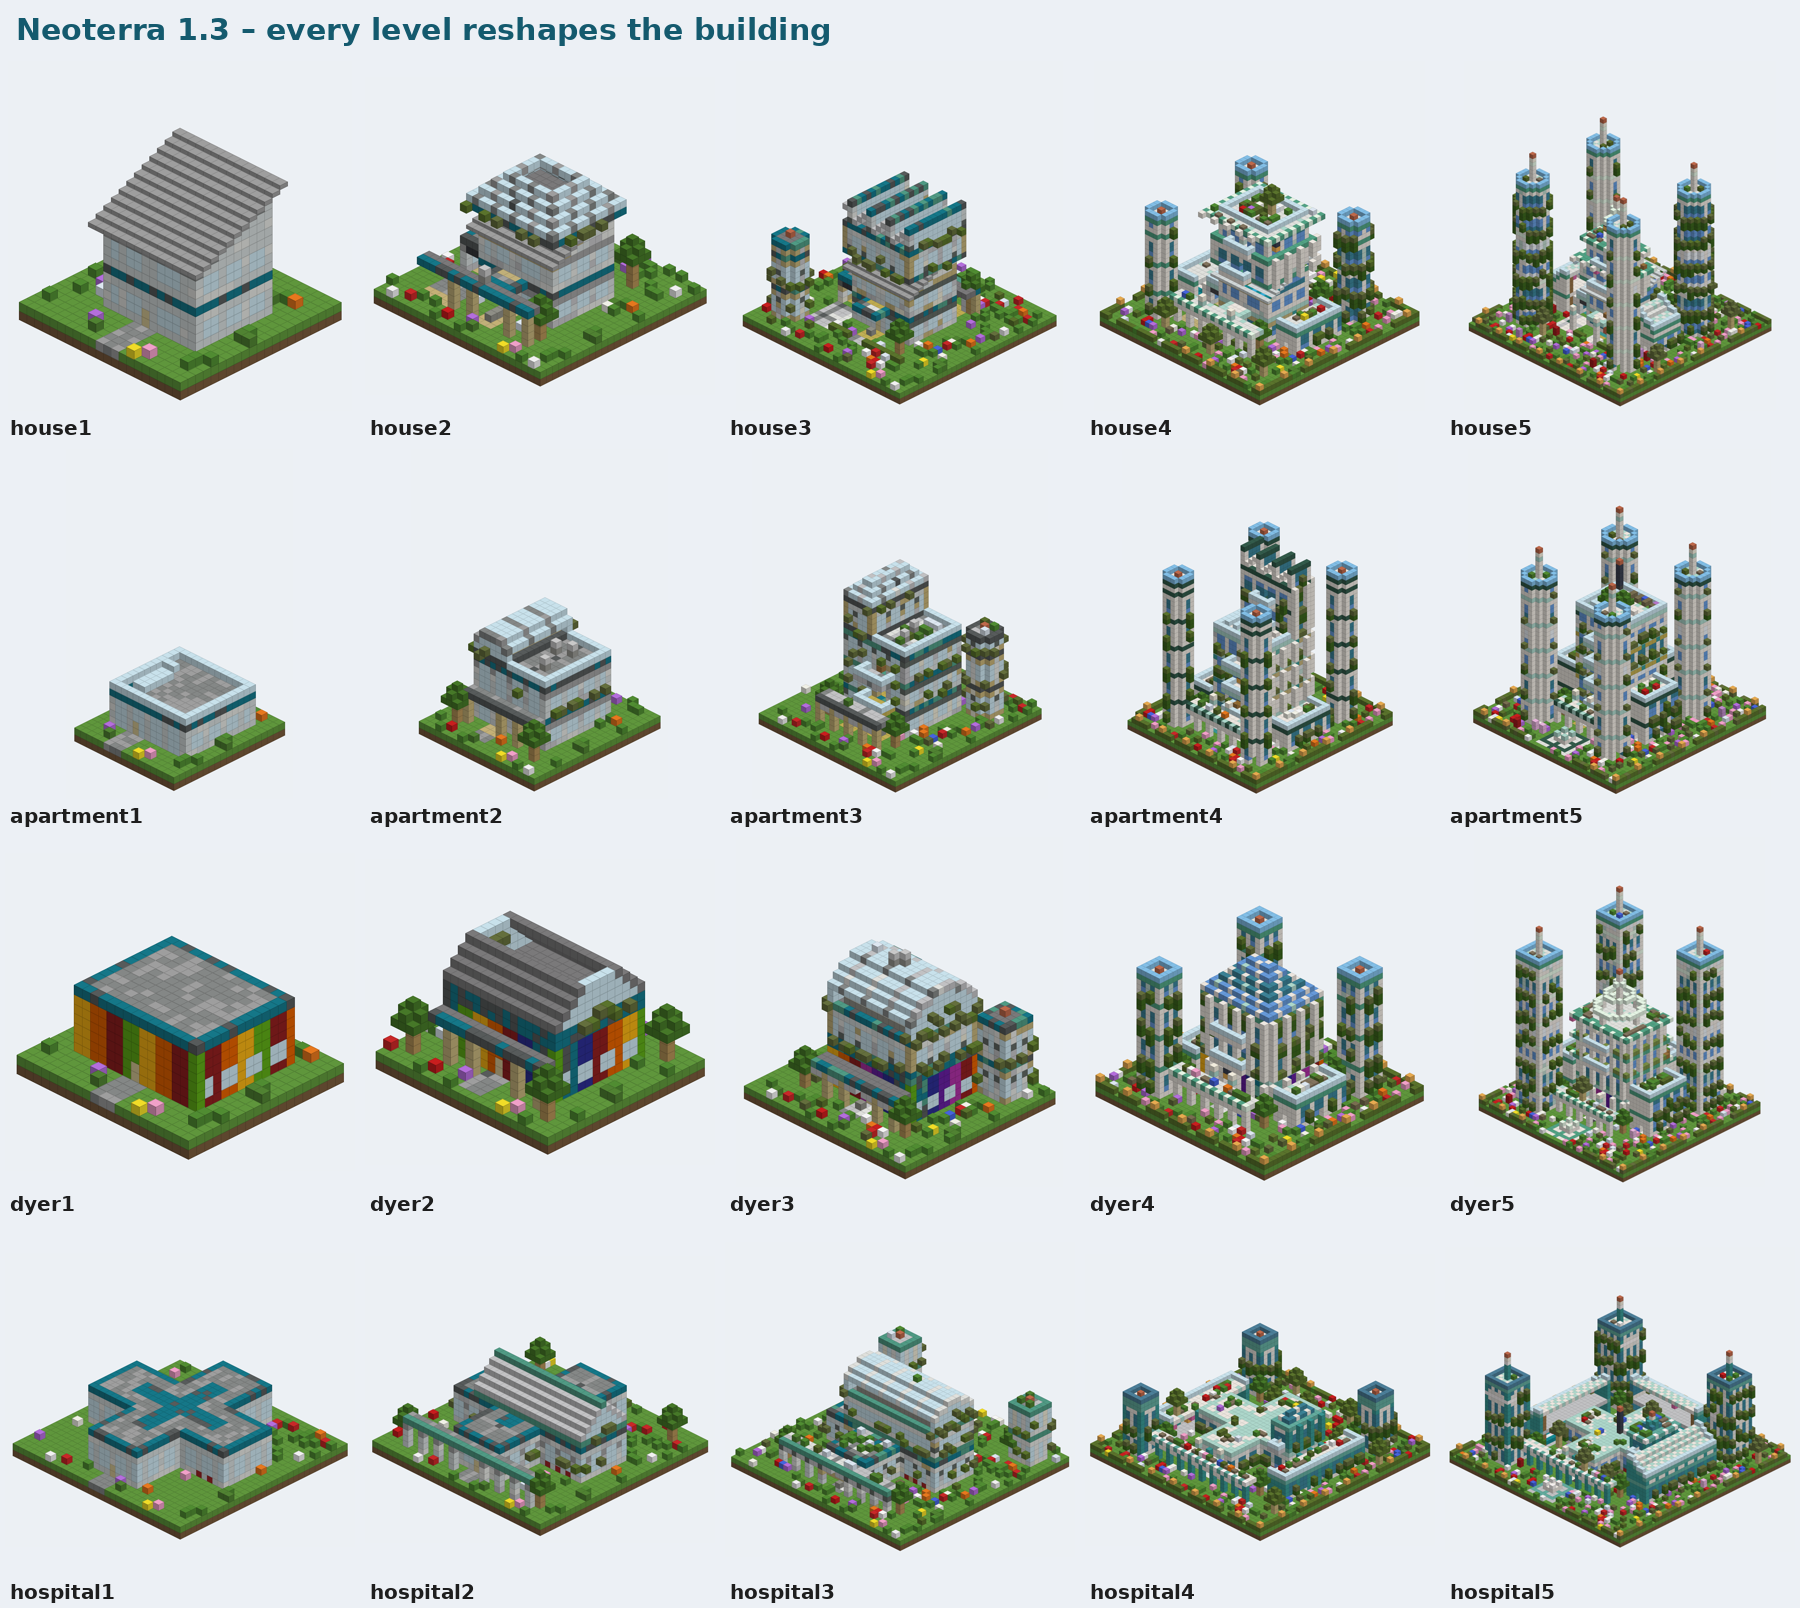 Neoterra 1.3 – every level reshapes the building
house1 house2 house3 house4 house5
apartment1 apartment2 apartment3 apartment4 apartment5
dyer1 dyer2 dyer3 dyer4 dyer5
hospital1 hospital2 hospital3 hospital4 hospital5